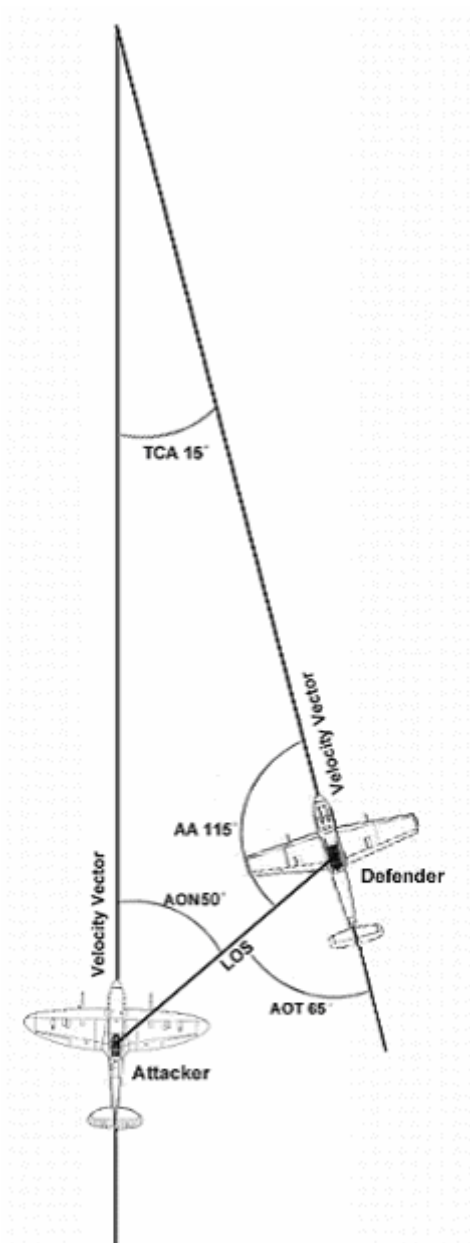 TCA 15°
Velocity Vector
AA 115°
Defender
AON50°
Velocity Vector
LOS
AOT 65°
Attacker